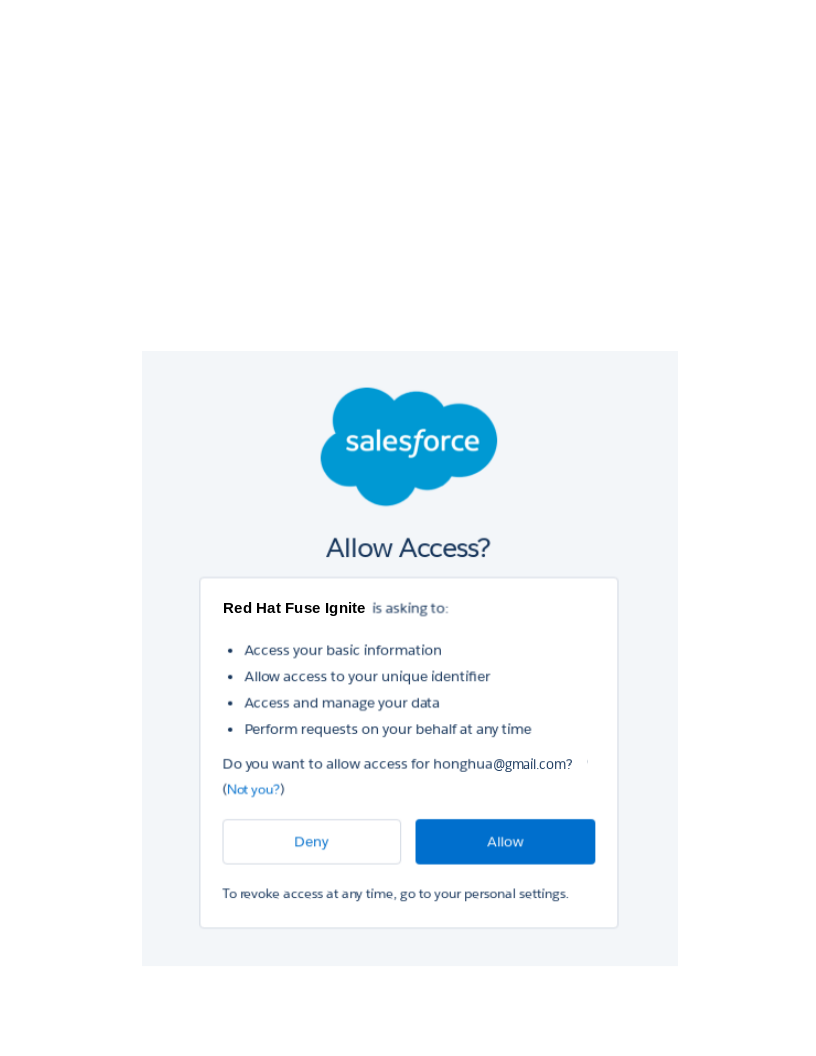 salesforce
Allow Access?
Red Hat Fuse Ignite is asking to:
• Access your basic information
• Allow access to your unique identifier
• Access and manage your data
• Perform requests on your behalf at any time
Do you want to allow access for honghua@gmail.com?
(Not you?)
Deny Allow
To revoke access at any time, go to your personal settings.